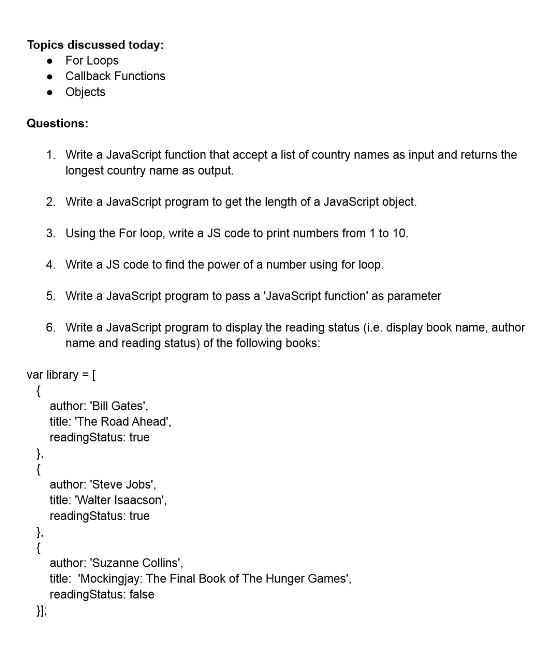 Topics discussed today:
● For Loops
● Callback Functions
● Objects
Questions:
1. Write a JavaScript function that accept a list of country names as input and returns the
longest country name as output.
2. Write a JavaScript program to get the length of a JavaScript object.
3. Using the For loop, write a JS code to print numbers from 1 to 10.
4. Write a JS code to find the power of a number using for loop.
5. Write a JavaScript program to pass a 'JavaScript function' as parameter
6. Write a JavaScript program to display the reading status (i.e. display book name, author
name and reading status) of the following books:
var library = [
{
author: 'Bill Gates',
title: 'The Road Ahead',
readingStatus: true
},
{
author: 'Steve Jobs',
title: 'Walter Isaacson',
readingStatus: true
},
{
author: 'Suzanne Collins',
title: 'Mockingjay: The Final Book of The Hunger Games',
readingStatus: false
}];